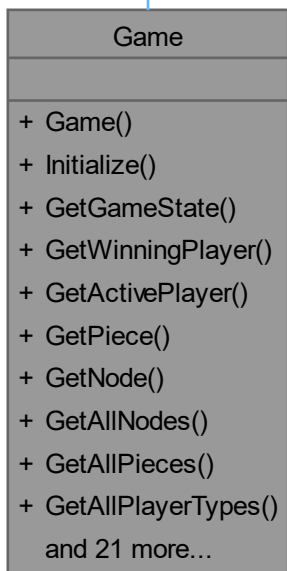 Game
+ Game()
+ Initialize()
+ GetGameState()
+ GetWinningPlayer()
+ GetActivePlayer()
+ GetPiece()
+ GetNode()
+ GetAllNodes()
+ GetAllPieces()
+ GetAllPlayerTypes()
and 21 more...